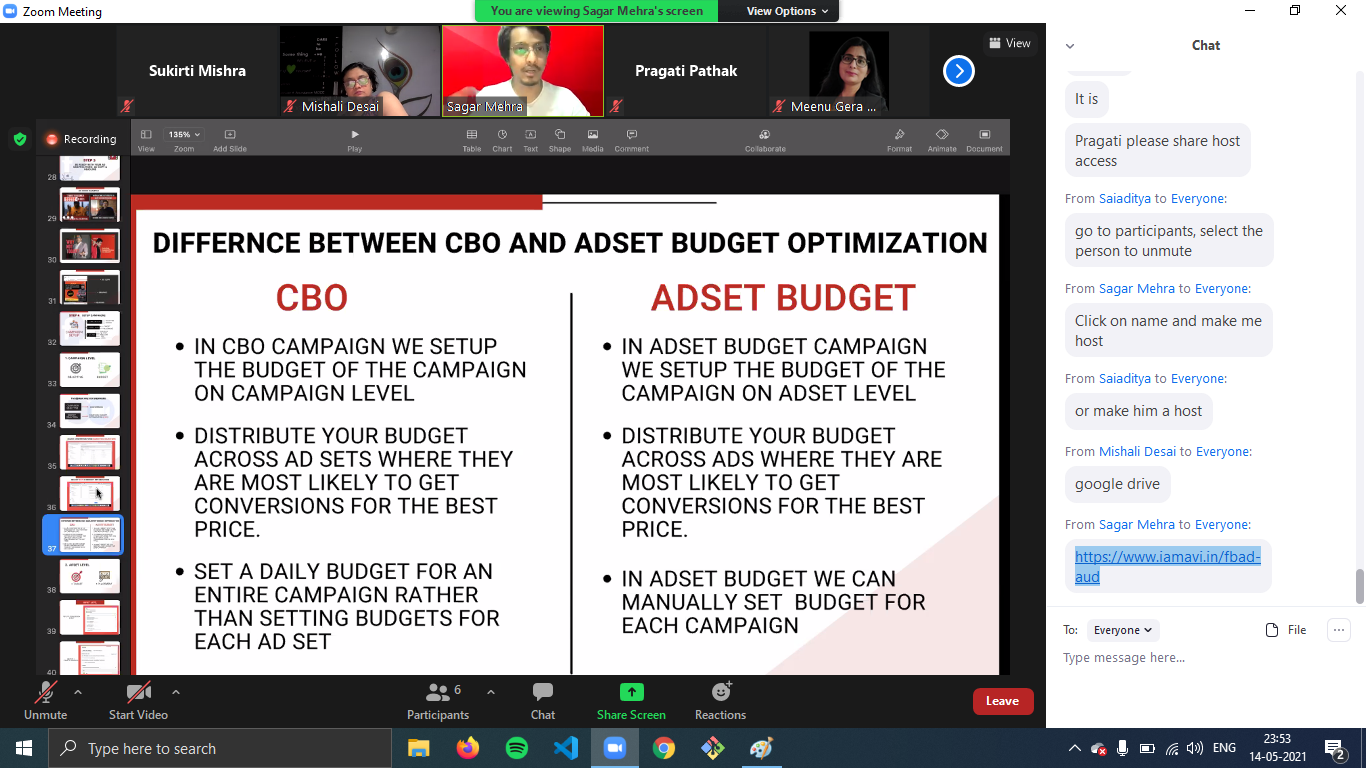 Zoom Meeting
You are viewing Sagar Mehra's screen
View Options
Sukirti Mishra
Mishali Desai
Sagar Mehra
Pragati Pathak
Meenu Gera ...
View
Recording
View
135%
Zoom
Add Slide
Play
Table
Chart
Text
Shape
Media
Comment
Collaborate
Format
Animate
Document
28
29
30
31
32
33
34
35
36
37
38
39
40
DIFFERNCE BETWEEN CBO AND ADSET BUDGET OPTIMIZATION
CBO
• IN CBO CAMPAIGN WE SETUP
THE BUDGET OF THE CAMPAIGN
ON CAMPAIGN LEVEL
• DISTRIBUTE YOUR BUDGET
ACROSS AD SETS WHERE THEY
ARE MOST LIKELY TO GET
CONVERSIONS FOR THE BEST
PRICE.
• SET A DAILY BUDGET FOR AN
ENTIRE CAMPAIGN RATHER
THAN SETTING BUDGETS FOR
EACH AD SET
ADSET BUDGET
• IN ADSET BUDGET CAMPAIGN
WE SETUP THE BUDGET OF THE
CAMPAIGN ON ADSET LEVEL
• DISTRIBUTE YOUR BUDGET
ACROSS ADS WHERE THEY ARE
MOST LIKELY TO GET
CONVERSIONS FOR THE BEST
PRICE.
• IN ADSET BUDGET WE CAN
MANUALLY SET BUDGET FOR
EACH CAMPAIGN
Chat
It is
Pragati please share host
access
From Saiaditya to Everyone:
go to participants, select the
person to unmute
From Sagar Mehra to Everyone:
Click on name and make me
host
From Saiaditya to Everyone:
or make him a host
From Mishali Desai to Everyone:
google drive
From Sagar Mehra to Everyone:
https://www.iamavi.in/fbad-
aud
To: Everyone
File
Type message here...
Unmute
Start Video
Participants
6
Chat
Share Screen
Reactions
Leave
Type here to search
ENG
23:53
14-05-2021
2